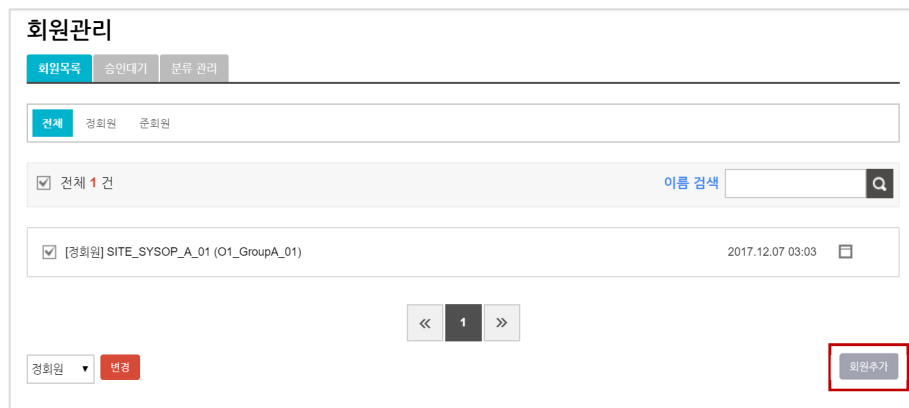 회원관리
회원목록 승인대기 분류 관리
전체 정회원 준회원
전체 1 건 이름 검색
[정회원] SITE_SYSOP_A_01 (O1_GroupA_01) 2017.12.07 03:03
« 1 »
정회원 ▼ 변경 회원추가